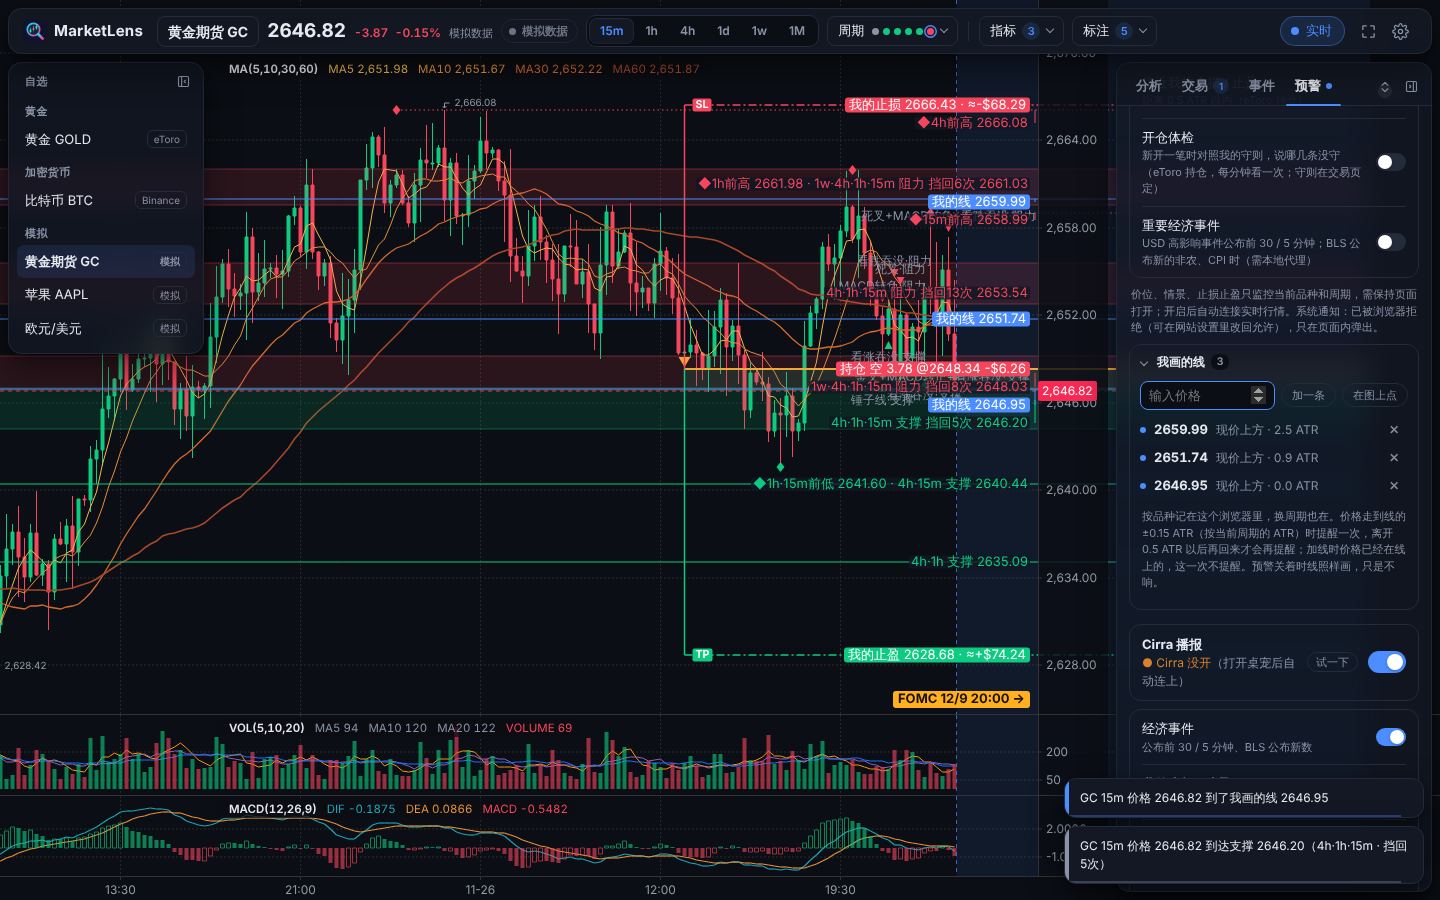 MarketLens
黄金期货 GC
2646.82 -3.87 -0.15% 模拟数据
模拟数据
15m 1h 4h 1d 1w 1M
周期
指标 3
标注 5
实时
自选
黄金
黄金 GOLD eToro
加密货币
比特币 BTC Binance
模拟
黄金期货 GC 模拟
苹果 AAPL 模拟
欧元/美元 模拟
MA(5,10,30,60) MA5 2,651.98 MA10 2,651.67 MA30 2,652.22 MA60 2,651.87
2,666.08
SL
我的止损 2666.43 · ≈-$68.29
4h前高 2666.08
1h前高 2661.98 · 1w·4h·1h·15m 阻力 挡回6次 2661.03
我的线 2659.99
15m前高 2658.99
4h·1h·15m 阻力 挡回13次 2653.54
我的线 2651.74
持仓 空 3.78 @2648.34 -$6.26
1w·4h·1h·15m 阻力 挡回8次 2648.03
锤子线·支撑
我的线 2646.95
4h·1h·15m 支撑 挡回5次 2646.20
1h·15m前低 2641.60 · 4h·15m 支撑 2640.44
4h·1h 支撑 2635.09
TP
我的止盈 2628.68 · ≈+$74.24
2,628.42
FOMC 12/9 20:00 →
2,664.00
2,658.00
2,652.00
2,646.82
2,646.00
2,640.00
2,634.00
2,628.00
VOL(5,10,20) MA5 94 MA10 120 MA20 122 VOLUME 69
200
50
MACD(12,26,9) DIF -0.1875 DEA 0.0866 MACD -0.5482
13:30 21:00 11-26 12:00 19:30
分析 交易 1 事件 预警
开仓体检
新开一笔时对照我的守则，说哪几条没守
（eToro 持仓，每分钟看一次；守则在交易页
定）
重要经济事件
USD 高影响事件公布前 30 / 5 分钟；BLS 公
布新的非农、CPI 时（需本地代理）
价位、情景、止损止盈只监控当前品种和周期，需保持页面
打开；开启后自动连接实时行情。系统通知：已被浏览器拒
绝（可在网站设置里改回允许），只在页面内弹出。
我画的线 3
输入价格
加一条
在图上点
2659.99 现价上方 · 2.5 ATR ×
2651.74 现价上方 · 0.9 ATR ×
2646.95 现价上方 · 0.0 ATR ×
按品种记在这个浏览器里，换周期也在。价格走到线的
±0.15 ATR（按当前周期的 ATR）时提醒一次，离开
0.5 ATR 以后再回来才会再提醒；加线时价格已经在线
上的，这一次不提醒。预警关着时线照样画，只是不
响。
Cirra 播报
Cirra 没开（打开桌宠后自
动连上）
试一下
经济事件
公布前 30 / 5 分钟、BLS 公布新数
GC 15m 价格 2646.82 到了我画的线 2646.95
GC 15m 价格 2646.82 到达支撑 2646.20（4h·1h·15m · 挡回
5次）